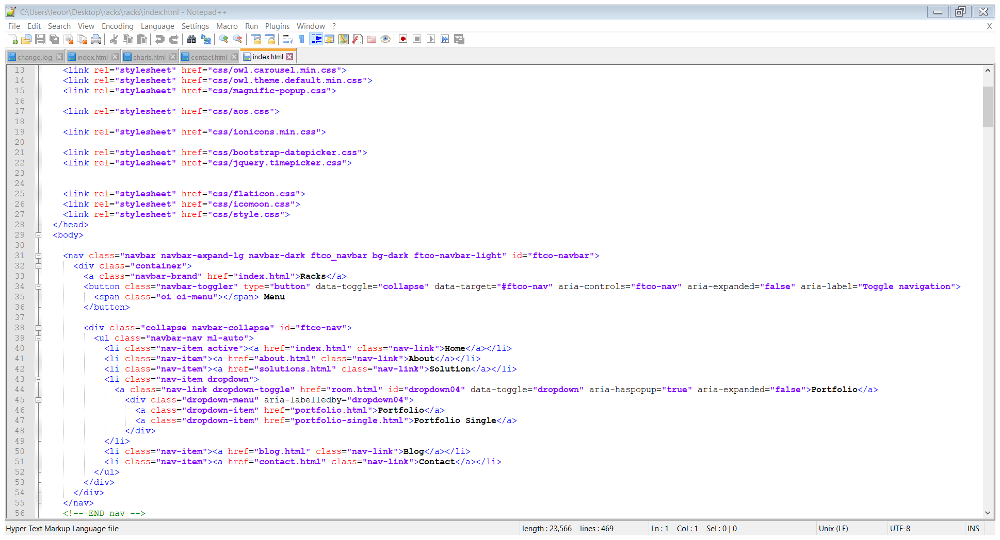 C:\Users\leoor\Desktop\racks\racks\index.html - Notepad++
File Edit Search View Encoding Language Settings Macro Run Plugins Window ? X
change.log index.html charts.html contact.html index.html
13 <link rel="stylesheet" href="css/owl.carousel.min.css">
14 <link rel="stylesheet" href="css/owl.theme.default.min.css">
15 <link rel="stylesheet" href="css/magnific-popup.css">
16
17 <link rel="stylesheet" href="css/aos.css">
18
19 <link rel="stylesheet" href="css/ionicons.min.css">
20
21 <link rel="stylesheet" href="css/bootstrap-datepicker.css">
22 <link rel="stylesheet" href="css/jquery.timepicker.css">
23
24
25 <link rel="stylesheet" href="css/flaticon.css">
26 <link rel="stylesheet" href="css/icomoon.css">
27 <link rel="stylesheet" href="css/style.css">
28 </head>
29 <body>
30
31 <nav class="navbar navbar-expand-lg navbar-dark ftco_navbar bg-dark ftco-navbar-light" id="ftco-navbar">
32 <div class="container">
33 <a class="navbar-brand" href="index.html">Racks</a>
34 <button class="navbar-toggler" type="button" data-toggle="collapse" data-target="#ftco-nav" aria-controls="ftco-nav" aria-expanded="false" aria-label="Toggle navigation">
35 <span class="oi oi-menu"></span> Menu
36 </button>
37
38 <div class="collapse navbar-collapse" id="ftco-nav">
39 <ul class="navbar-nav ml-auto">
40 <li class="nav-item active"><a href="index.html" class="nav-link">Home</a></li>
41 <li class="nav-item"><a href="about.html" class="nav-link">About</a></li>
42 <li class="nav-item"><a href="solutions.html" class="nav-link">Solution</a></li>
43 <li class="nav-item dropdown">
44 <a class="nav-link dropdown-toggle" href="room.html" id="dropdown04" data-toggle="dropdown" aria-haspopup="true" aria-expanded="false">Portfolio</a>
45 <div class="dropdown-menu" aria-labelledby="dropdown04">
46 <a class="dropdown-item" href="portfolio.html">Portfolio</a>
47 <a class="dropdown-item" href="portfolio-single.html">Portfolio Single</a>
48 </div>
49 </li>
50 <li class="nav-item"><a href="blog.html" class="nav-link">Blog</a></li>
51 <li class="nav-item"><a href="contact.html" class="nav-link">Contact</a></li>
52 </ul>
53 </div>
54 </div>
55 </nav>
56 <!-- END nav -->
Hyper Text Markup Language file length : 23,566 lines : 469 Ln : 1 Col : 1 Sel : 0 | 0 Unix (LF) UTF-8 INS